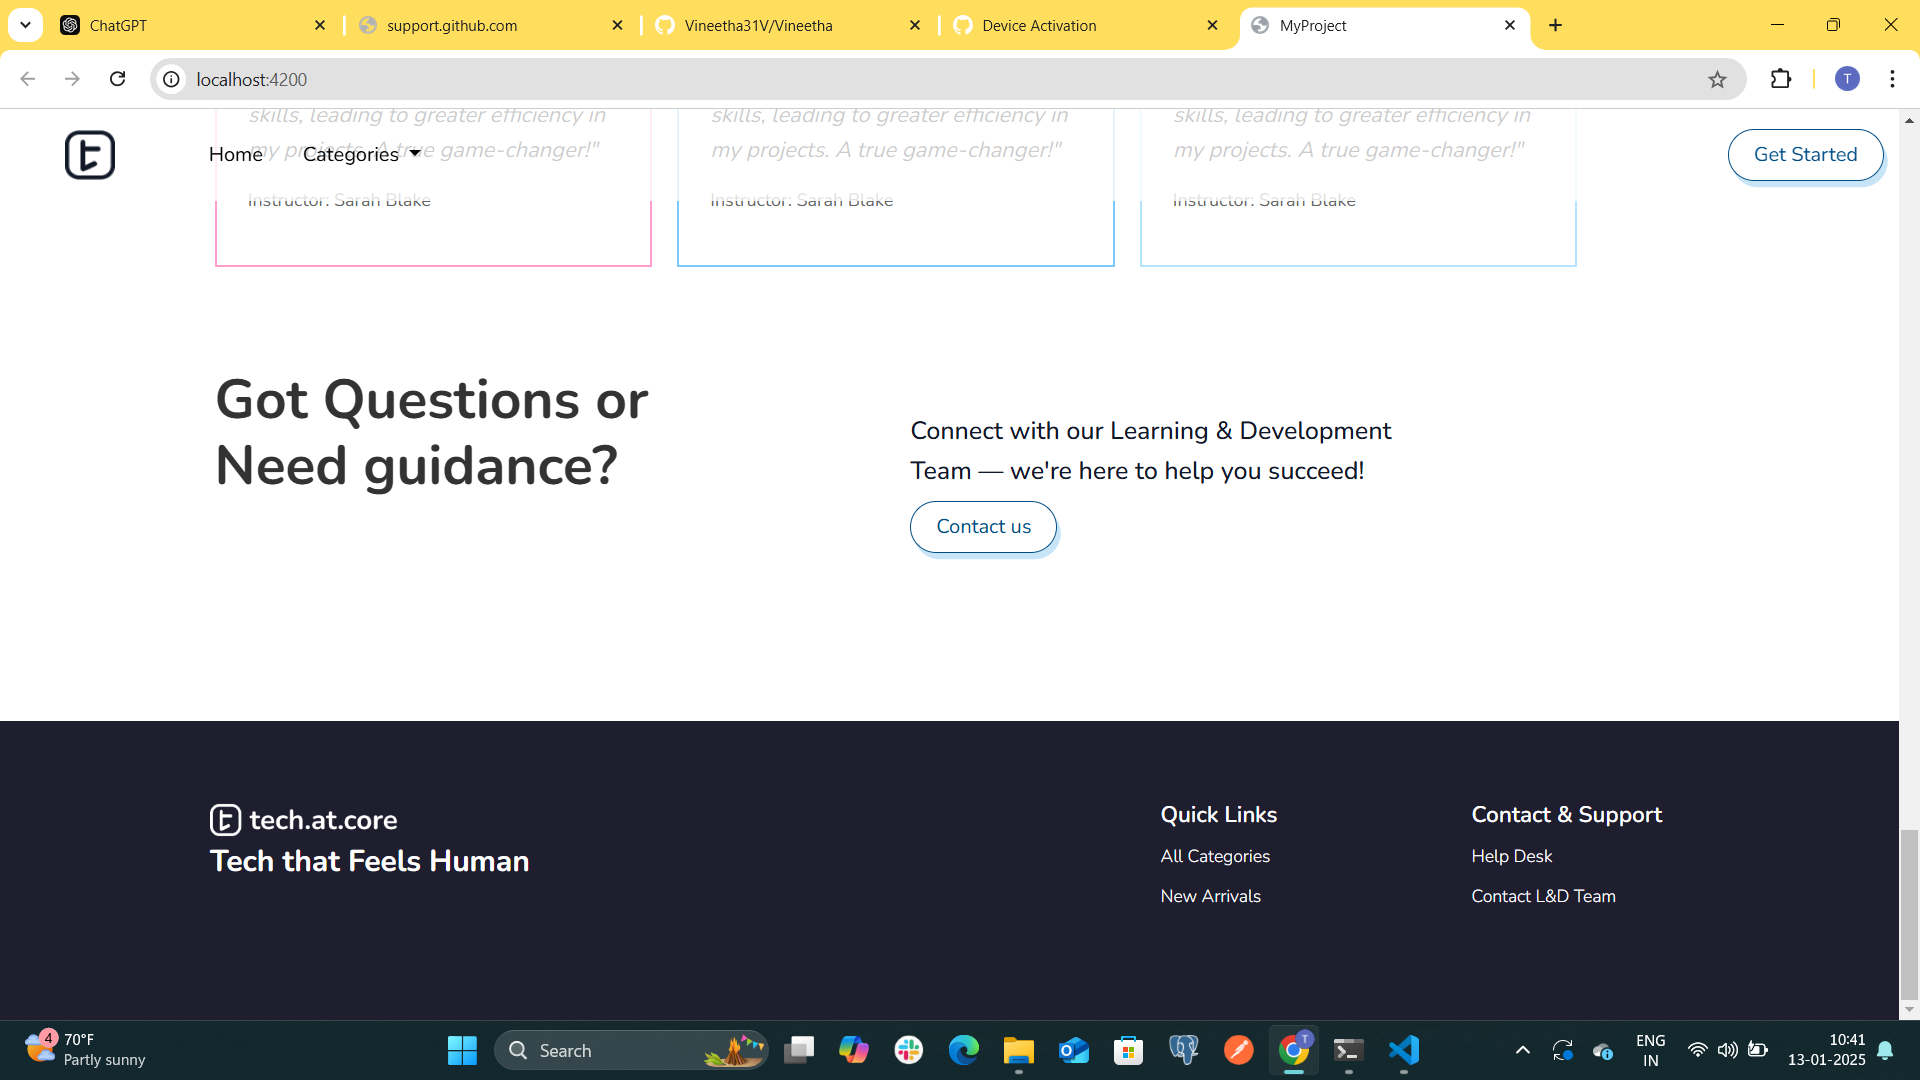 ChatGPT
support.github.com
Vineetha31V/Vineetha
Device Activation
MyProject
localhost:4200
T
skills, leading to greater efficiency in
my projects. A true game-changer!"
Instructor: Sarah Blake
skills, leading to greater efficiency in
my projects. A true game-changer!"
Instructor: Sarah Blake
skills, leading to greater efficiency in
my projects. A true game-changer!"
Instructor: Sarah Blake
Home
Categories
Get Started
Got Questions or
Need guidance?
Connect with our Learning & Development
Team — we're here to help you succeed!
Contact us
tech.at.core
Tech that Feels Human
Quick Links
All Categories
New Arrivals
Contact & Support
Help Desk
Contact L&D Team
4
70°F
Partly sunny
Search
T
ENG
IN
10:41
13-01-2025